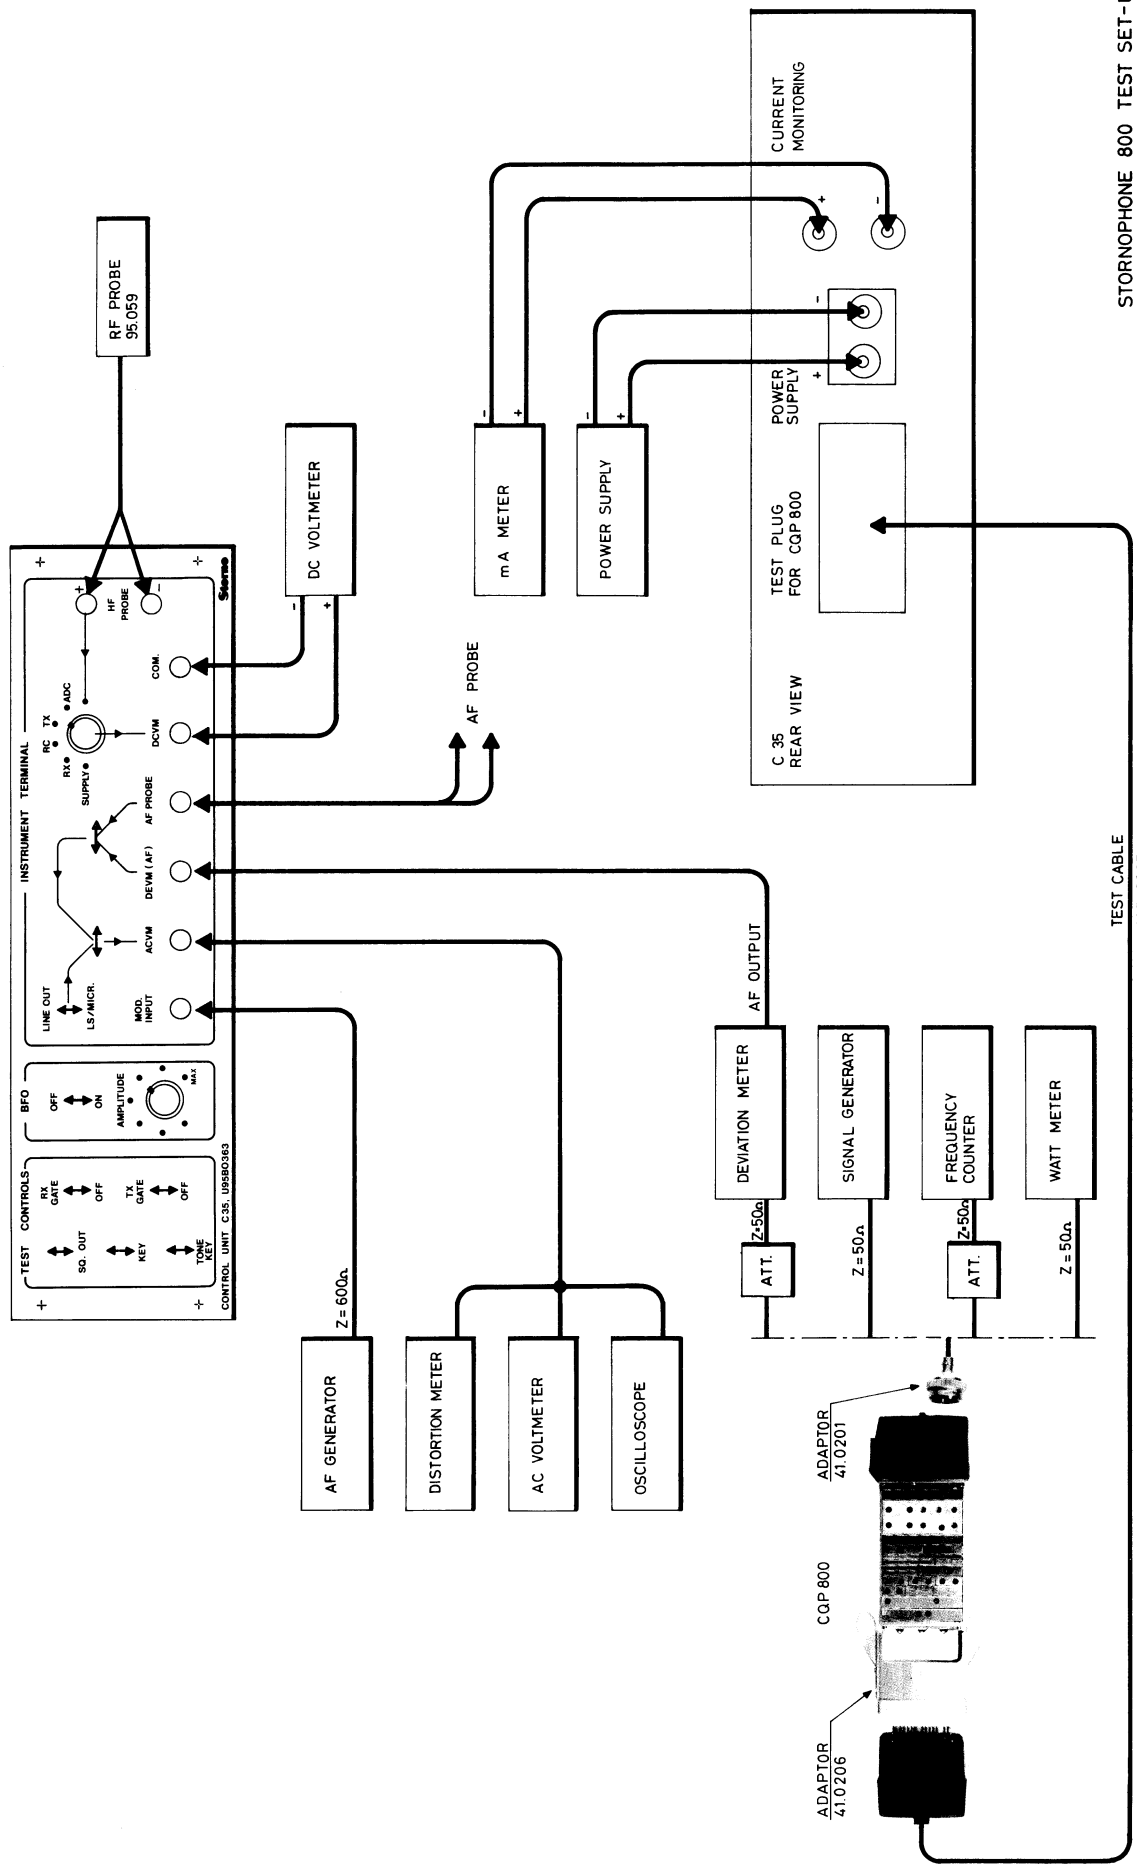 TEST CONTROLS
SQ. OUT
RX
GATE
OFF
KEY
TX
GATE
OFF
TONE
KEY
BFO
OFF
ON
AMPLITUDE
MAX
INSTRUMENT TERMINAL
LINE OUT
LS/MICR.
RX
RC
TX
ADC
SUPPLY
+
HF
PROBE
-
MOD.
INPUT
ACVM
DEVM (AF)
AF PROBE
DCVM
COM.
CONTROL UNIT C35. U95B0363
Storno
RF PROBE
95.059
Z = 600Ω
AF GENERATOR
DISTORTION METER
AC VOLTMETER
OSCILLOSCOPE
DC VOLTMETER
-
+
AF PROBE
mA METER
-
+
POWER SUPPLY
-
+
AF OUTPUT
DEVIATION METER
Z=50Ω
ATT.
SIGNAL GENERATOR
Z = 50Ω
FREQUENCY
COUNTER
Z=50Ω
ATT.
WATT METER
Z = 50Ω
C 35
REAR VIEW
TEST PLUG
FOR CQP 800
POWER
SUPPLY
+
-
CURRENT
MONITORING
+
-
ADAPTOR
41.0206
CQP 800
ADAPTOR
41.0201
TEST CABLE
STORNOPHONE 800 TEST SET-